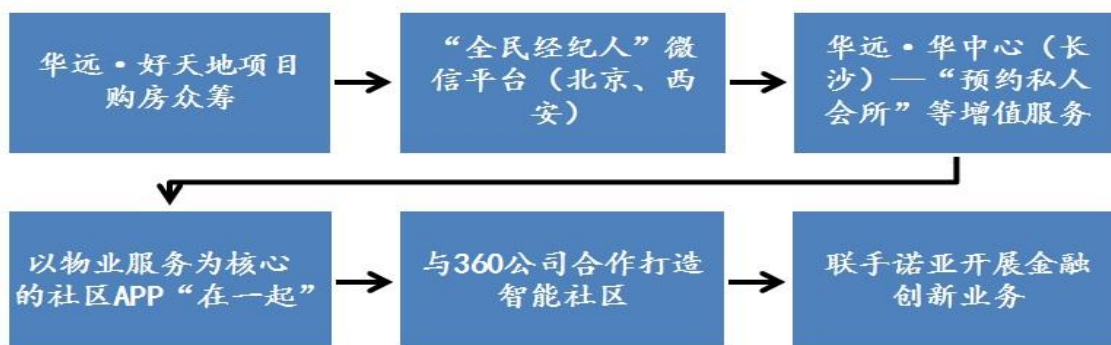 华远·好天地项目
购房众筹
“全民经纪人”微
信平台（北京、西
安）
华远·华中心（长
沙）—“预约私人
会所”等增值服务
以物业服务为核心
的社区APP“在一起”
与360公司合作打造
智能社区
联手诺亚开展金融
创新业务